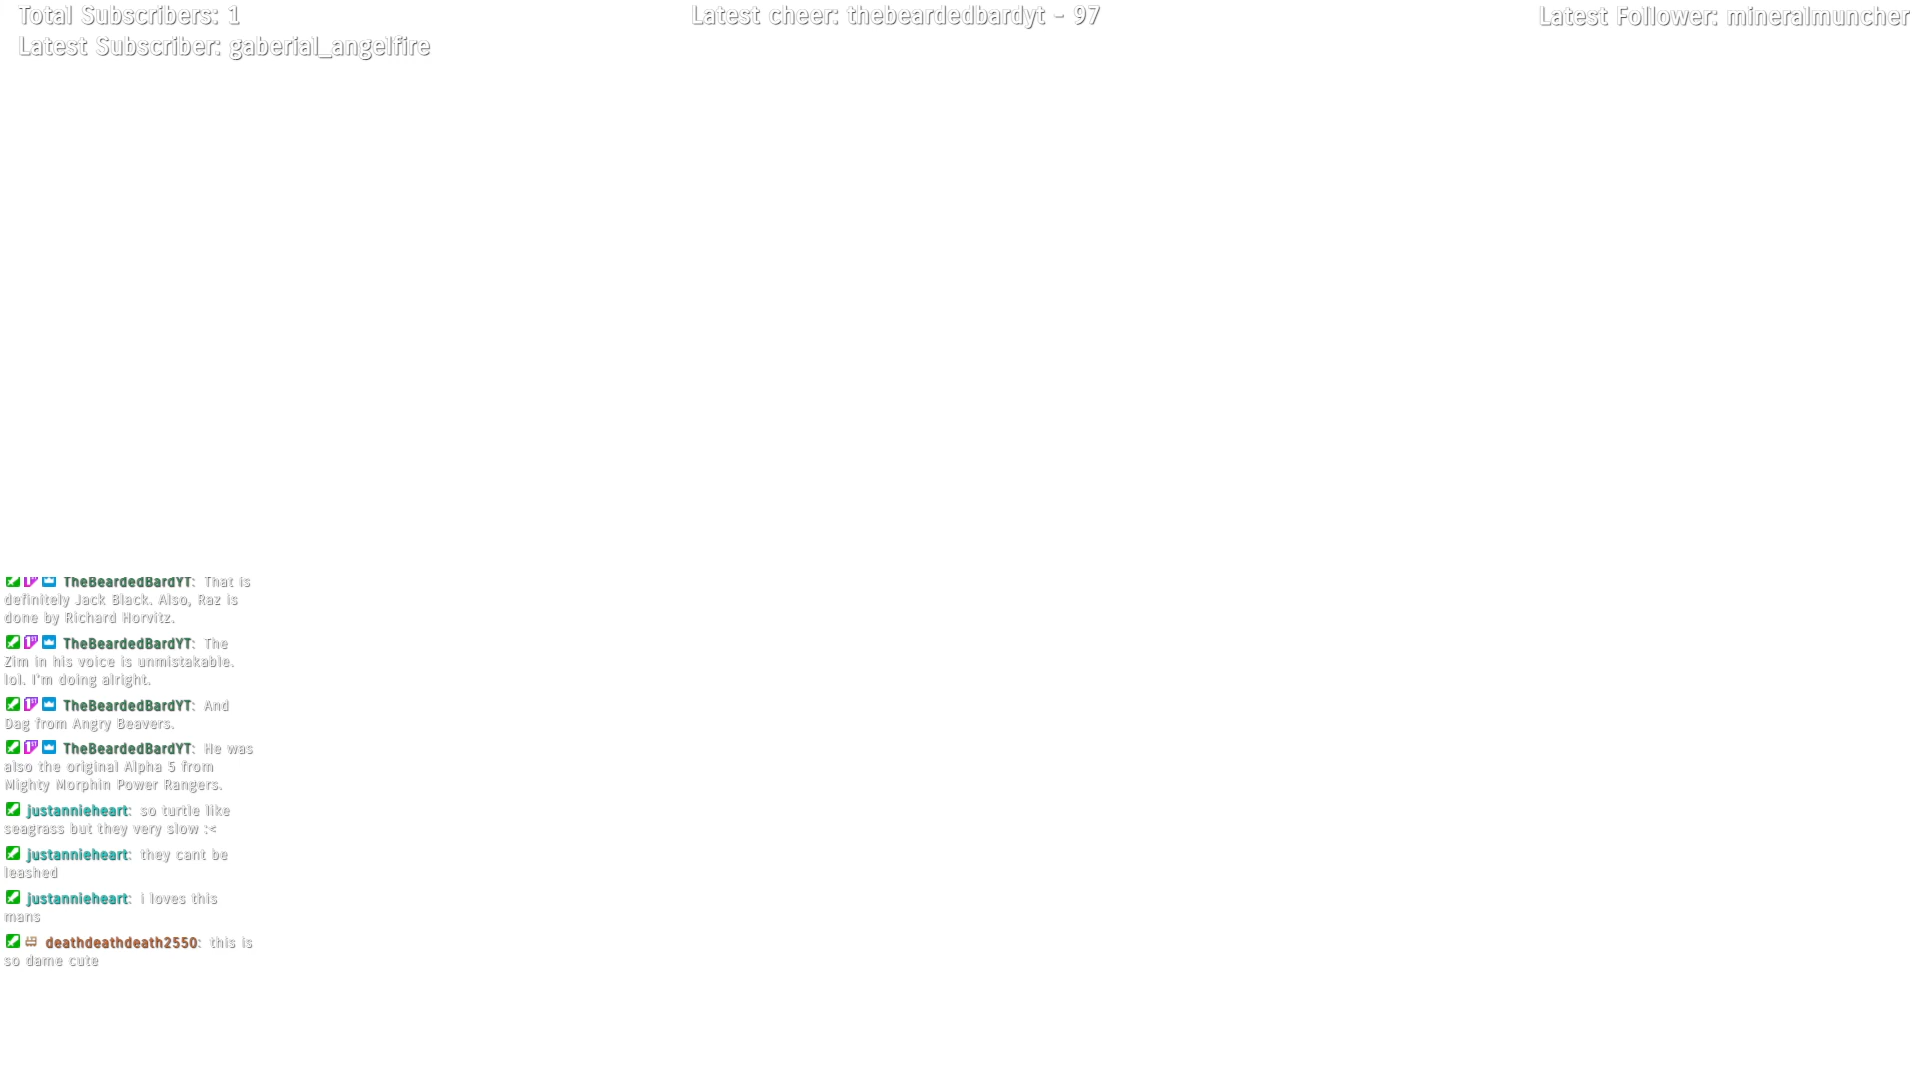 Total Subscribers: 1
Latest Subscriber: gaberial_angelfire
Latest cheer: thebeardedbardyt - 97
Latest Follower: mineralmuncher
TheBeardedBardYT: That is
definitely Jack Black. Also, Raz is
done by Richard Horvitz.
TheBeardedBardYT: The
Zim in his voice is unmistakable.
lol. I'm doing alright.
TheBeardedBardYT: And
Dag from Angry Beavers.
TheBeardedBardYT: He was
also the original Alpha 5 from
Mighty Morphin Power Rangers.
justannieheart: so turtle like
seagrass but they very slow :<
justannieheart: they cant be
leashed
justannieheart: i loves this
mans
deathdeathdeath2550: this is
so dame cute